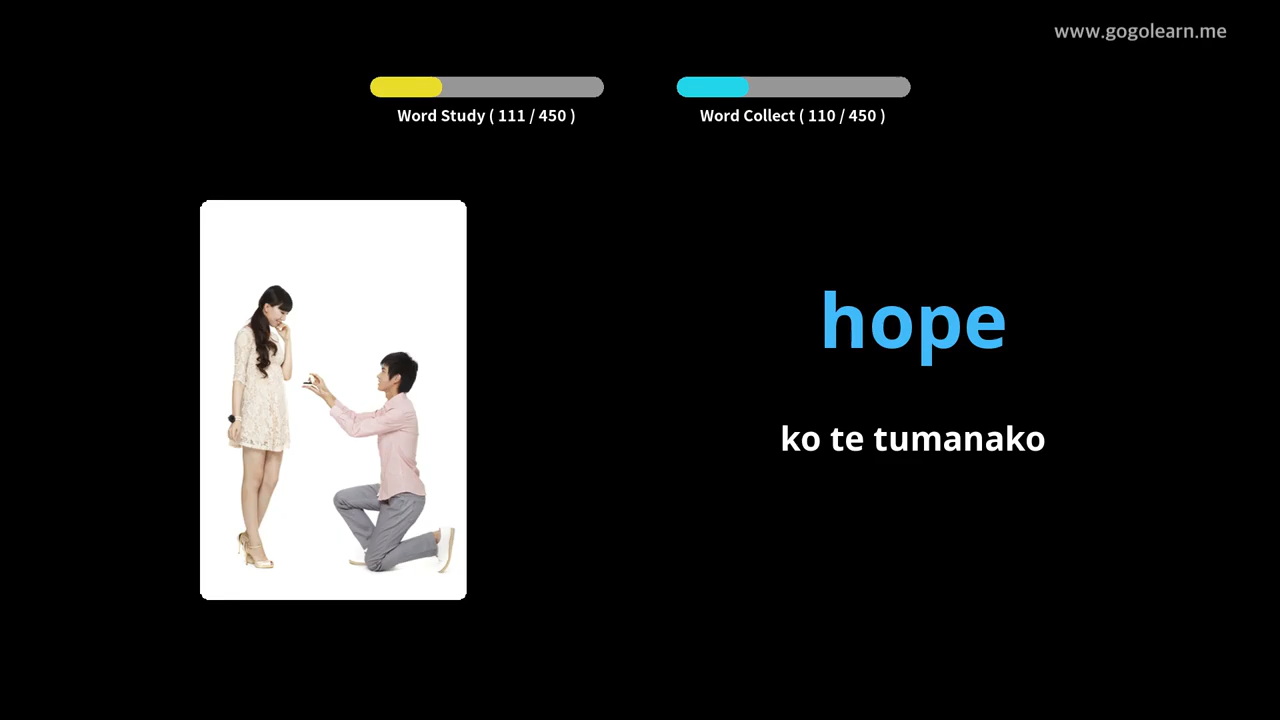 www.gogolearn.me
Word Study ( 111 / 450 )
Word Collect ( 110 / 450 )
hope
ko te tumanako